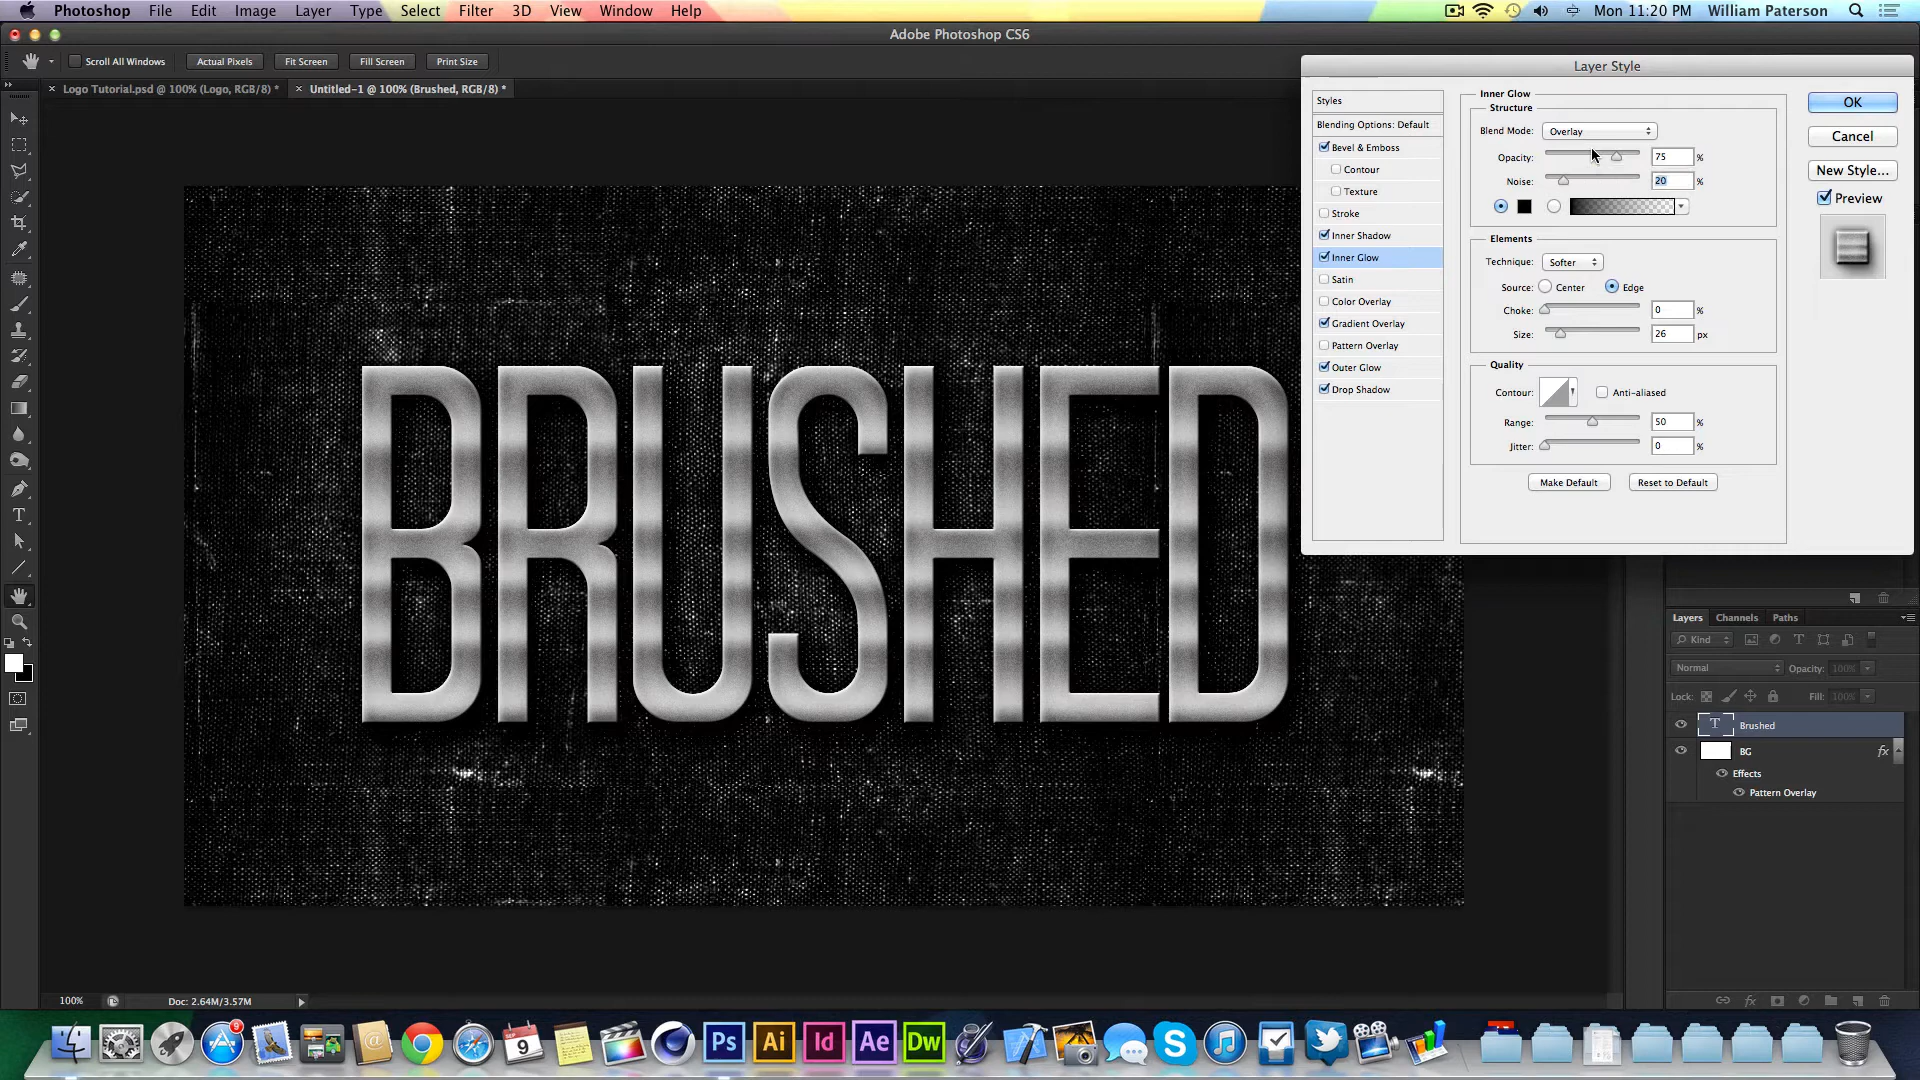 Photoshop File Edit Image Layer Type Select Filter 3D View Window Help Mon 11:20 PM William Paterson
Adobe Photoshop CS6
Scroll All Windows Actual Pixels Fit Screen Fill Screen Print Size
Logo Tutorial.psd @ 100% (Logo, RGB/8) * Untitled-1 @ 100% (Brushed, RGB/8) *
Layer Style
Styles
Blending Options: Default
Bevel & Emboss
Contour
Texture
Stroke
Inner Shadow
Inner Glow
Satin
Color Overlay
Gradient Overlay
Pattern Overlay
Outer Glow
Drop Shadow
Inner Glow
Structure
Blend Mode: Overlay
Opacity: 75 %
Noise: 20 %
Elements
Technique: Softer
Source: Center Edge
Choke: 0 %
Size: 26 px
Quality
Contour: Anti-aliased
Range: 50 %
Jitter: 0 %
Make Default Reset to Default
OK
Cancel
New Style...
Preview
BRUSHED
Layers Channels Paths
Kind
Normal Opacity: 100%
Lock: Fill: 100%
T Brushed
BG fx
Effects
Pattern Overlay
100% Doc: 2.64M/3.57M
9
SEP
9
Ps Ai Id Ae Dw